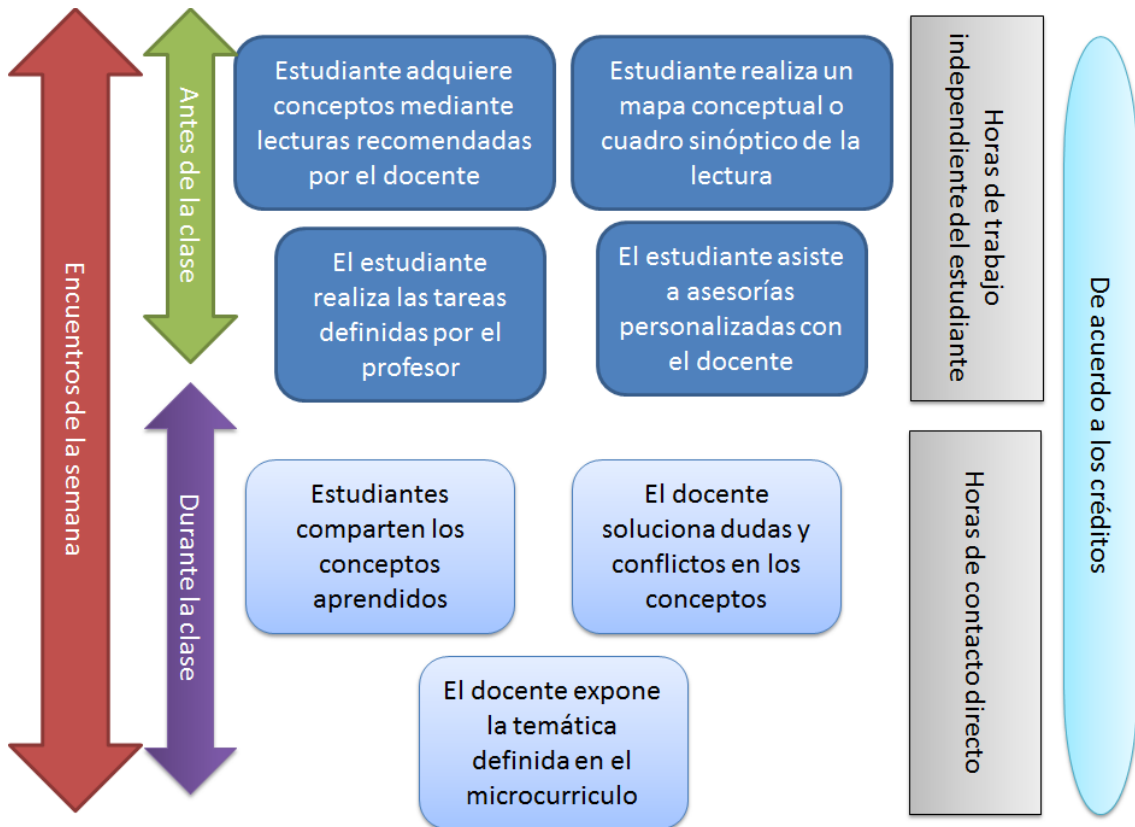 Encuentros de la semana
Antes de la clase
Estudiante adquiere
conceptos mediante
lecturas recomendadas
por el docente
Estudiante realiza un
mapa conceptual o
cuadro sinóptico de la
lectura
El estudiante
realiza las tareas
definidas por el
profesor
El estudiante asiste
a asesorías
personalizadas con
el docente
Horas de trabajo
independiente del estudiante
De acuerdo a los créditos
Durante la clase
Estudiantes
comparten los
conceptos
aprendidos
El docente
soluciona dudas y
conflictos en los
conceptos
El docente expone
la temática
definida en el
microcurriculo
Horas de contacto directo